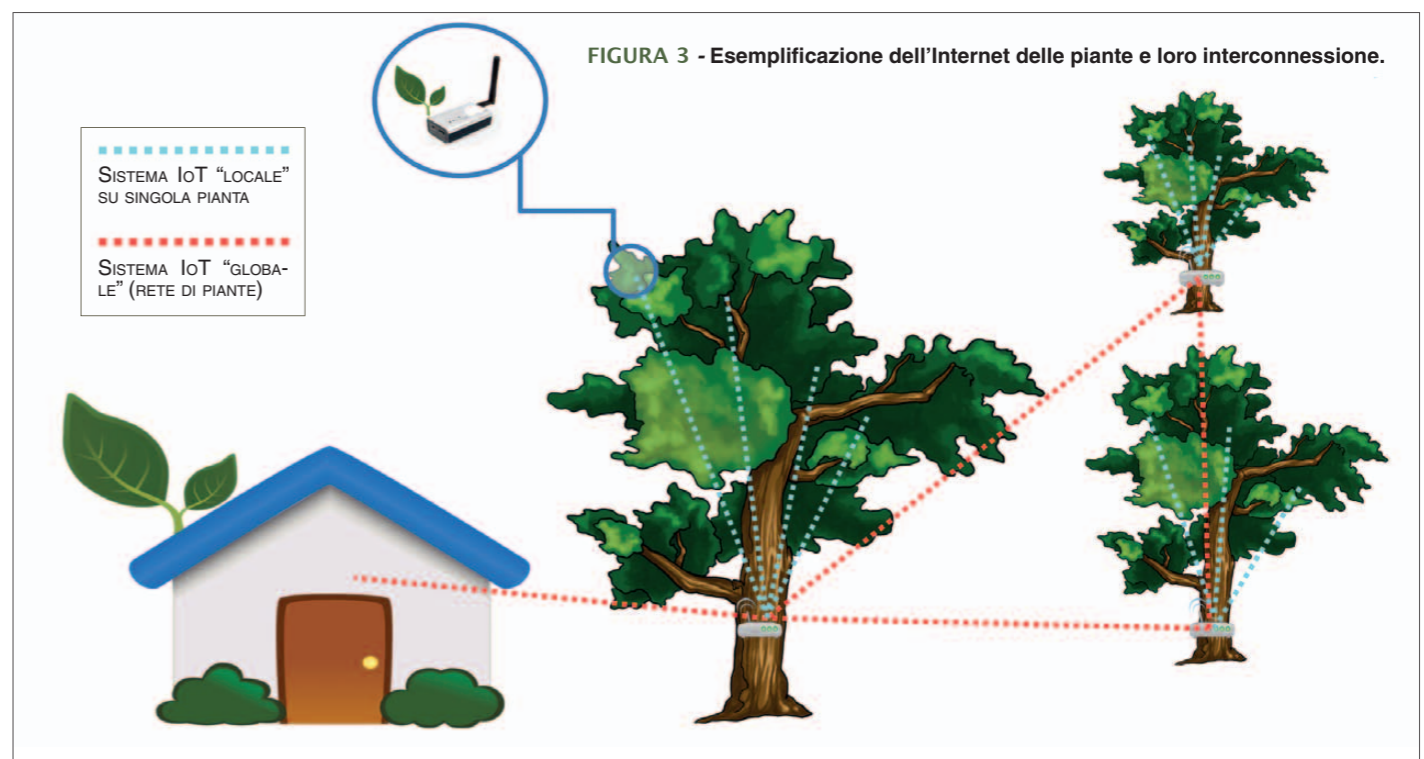 FIGURA 3 - Esemplificazione dell'Internet delle piante e loro interconnessione.
SISTEMA IOT “LOCALE”
SU SINGOLA PIANTA
SISTEMA IOT “GLOBA-
LE” (RETE DI PIANTE)